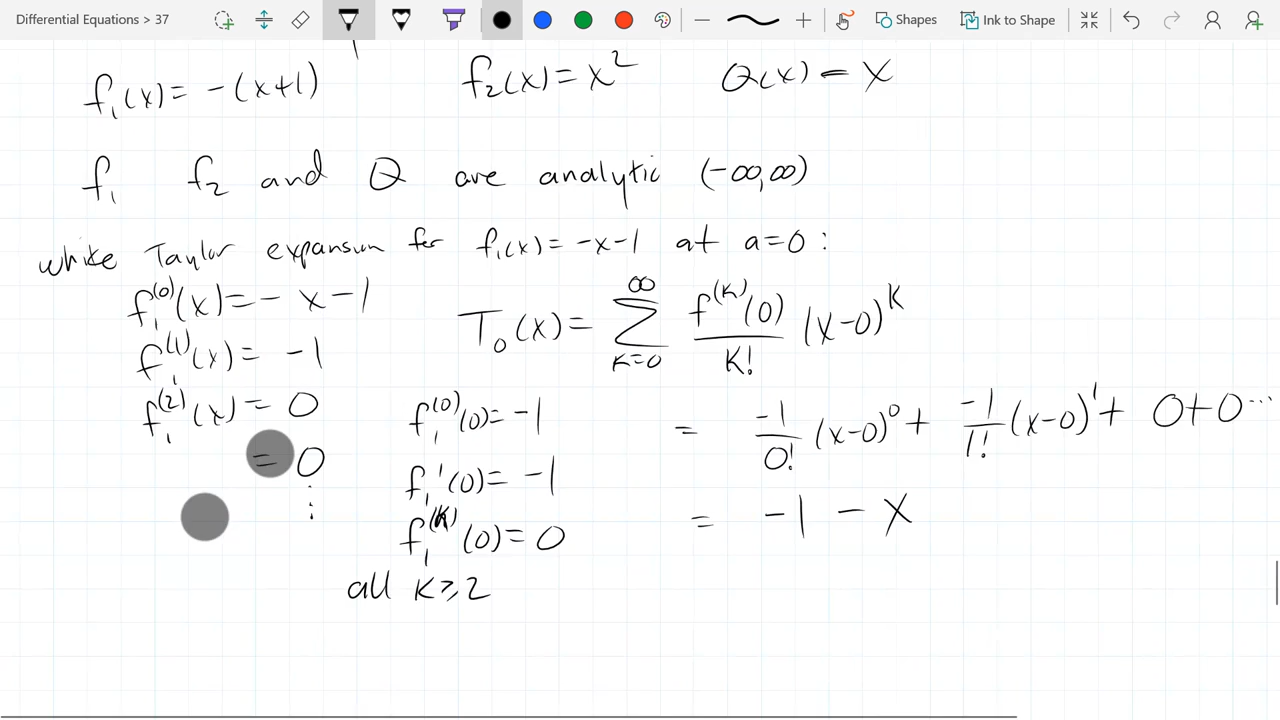 Differential Equations > 37
Shapes
Ink to Shape
f₁(x) = -(x+1)   f₂(x) = x²   Q(x) = x
f₁   f₂ and Q are analytic (-∞,∞)
write Taylor expansion for f₁(x) = -x-1 at a=0 :
f₁⁽⁰⁾(x) = -x-1
T₀(x) = ∑_{K=0}^{∞} f⁽ᴷ⁾(0)/K! (x-0)ᴷ
f₁⁽¹⁾(x) = -1
f₁⁽²⁾(x) = 0
= 0
⋮
f₁⁽⁰⁾(0) = -1
f₁'(0) = -1
f₁⁽ᴷ⁾(0) = 0
all K ≥ 2
= -1/0! (x-0)⁰ + -1/1! (x-0)¹ + 0+0 ...
= -1 - x